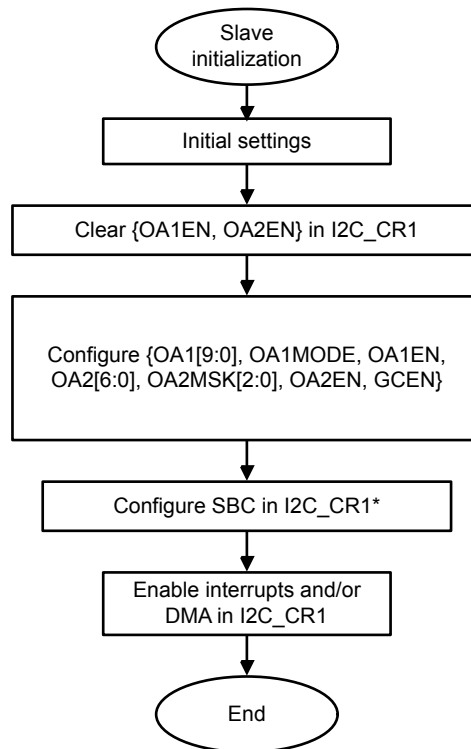 Slave
initialization
Initial settings
Clear {OA1EN, OA2EN} in I2C_CR1
Configure {OA1[9:0], OA1MODE, OA1EN,
OA2[6:0], OA2MSK[2:0], OA2EN, GCEN}
Configure SBC in I2C_CR1*
Enable interrupts and/or
DMA in I2C_CR1
End